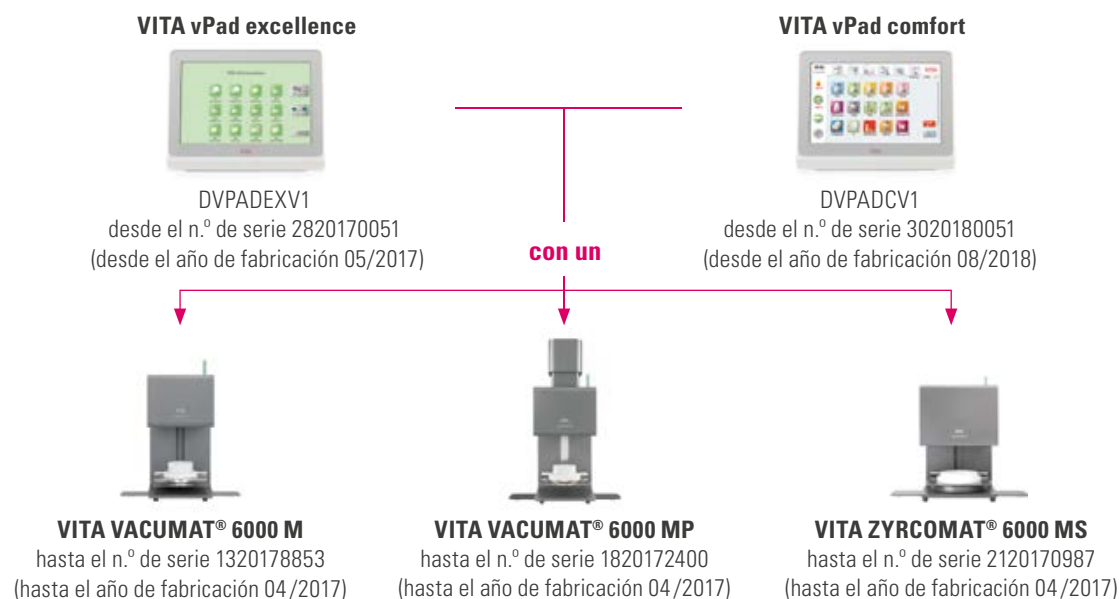 VITA vPad excellence
VITA vPad comfort
DVPADEXV1
desde el n.º de serie 2820170051
(desde el año de fabricación 05/2017)
DVPADCV1
desde el n.º de serie 3020180051
(desde el año de fabricación 08/2018)
con un
VITA VACUMAT® 6000 M
hasta el n.º de serie 1320178853
(hasta el año de fabricación 04/2017)
VITA VACUMAT® 6000 MP
hasta el n.º de serie 1820172400
(hasta el año de fabricación 04/2017)
VITA ZYRCOMAT® 6000 MS
hasta el n.º de serie 2120170987
(hasta el año de fabricación 04/2017)